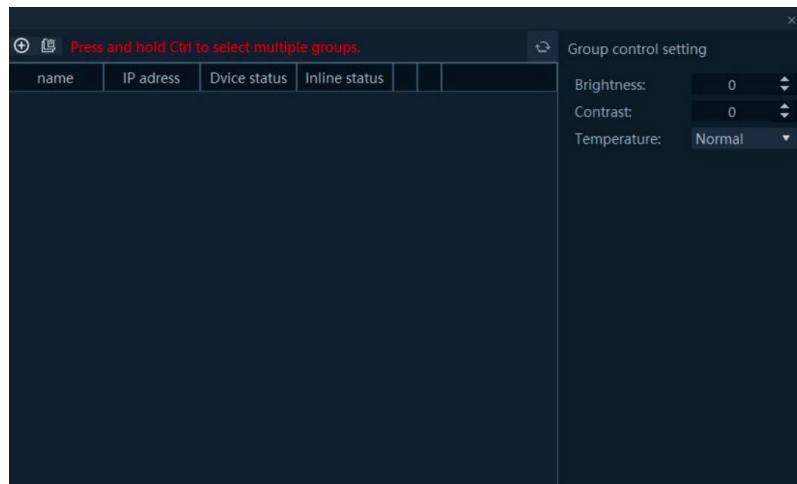 Press and hold Ctrl to select multiple groups.
name IP adress Dvice status Inline status
Group control setting
Brightness: 0
Contrast: 0
Temperature: Normal